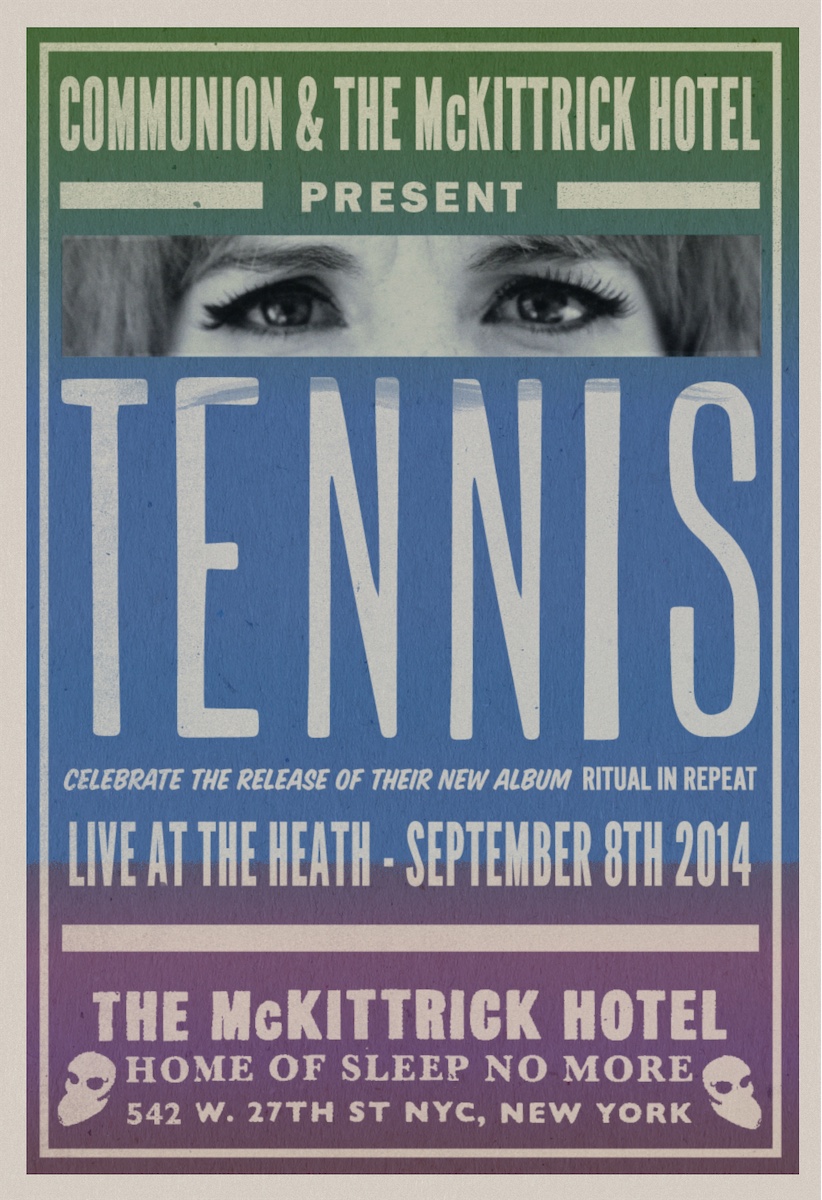 COMMUNION & THE McKITTRICK HOTEL
PRESENT
TENNIS
CELEBRATE THE RELEASE OF THEIR NEW ALBUM RITUAL IN REPEAT
LIVE AT THE HEATH - SEPTEMBER 8TH 2014
THE McKITTRICK HOTEL
HOME OF SLEEP NO MORE
542 W. 27TH ST NYC, NEW YORK